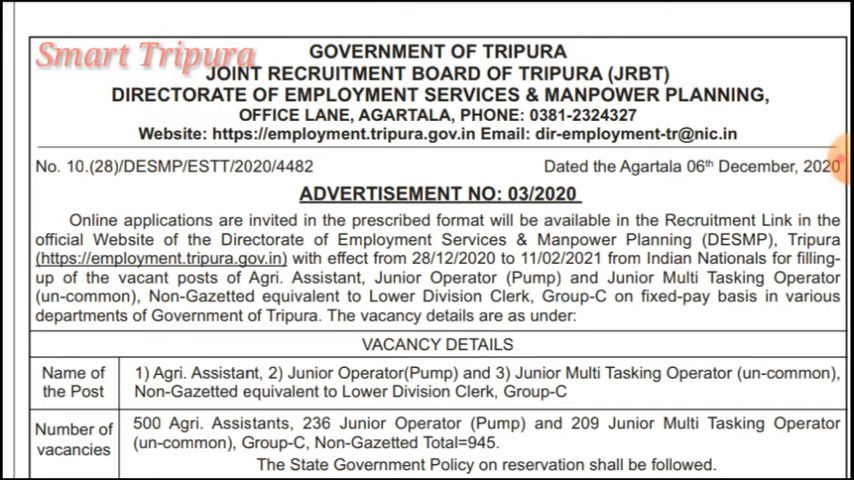 Smart Tripura
GOVERNMENT OF TRIPURA
JOINT RECRUITMENT BOARD OF TRIPURA (JRBT)
DIRECTORATE OF EMPLOYMENT SERVICES & MANPOWER PLANNING,
OFFICE LANE, AGARTALA, PHONE: 0381-2324327
Website: https://employment.tripura.gov.in Email: dir-employment-tr@nic.in
No. 10.(28)/DESMP/ESTT/2020/4482 Dated the Agartala 06th December, 2020
ADVERTISEMENT NO: 03/2020
Online applications are invited in the prescribed format will be available in the Recruitment Link in the
official Website of the Directorate of Employment Services & Manpower Planning (DESMP), Tripura
(https://employment.tripura.gov.in) with effect from 28/12/2020 to 11/02/2021 from Indian Nationals for filling-
up of the vacant posts of Agri. Assistant, Junior Operator (Pump) and Junior Multi Tasking Operator
(un-common), Non-Gazetted equivalent to Lower Division Clerk, Group-C on fixed-pay basis in various
departments of Government of Tripura. The vacancy details are as under:
VACANCY DETAILS
Name of the Post
1) Agri. Assistant, 2) Junior Operator(Pump) and 3) Junior Multi Tasking Operator (un-common),
Non-Gazetted equivalent to Lower Division Clerk, Group-C
Number of vacancies
500 Agri. Assistants, 236 Junior Operator (Pump) and 209 Junior Multi Tasking Operator
(un-common), Group-C, Non-Gazetted Total=945.
The State Government Policy on reservation shall be followed.